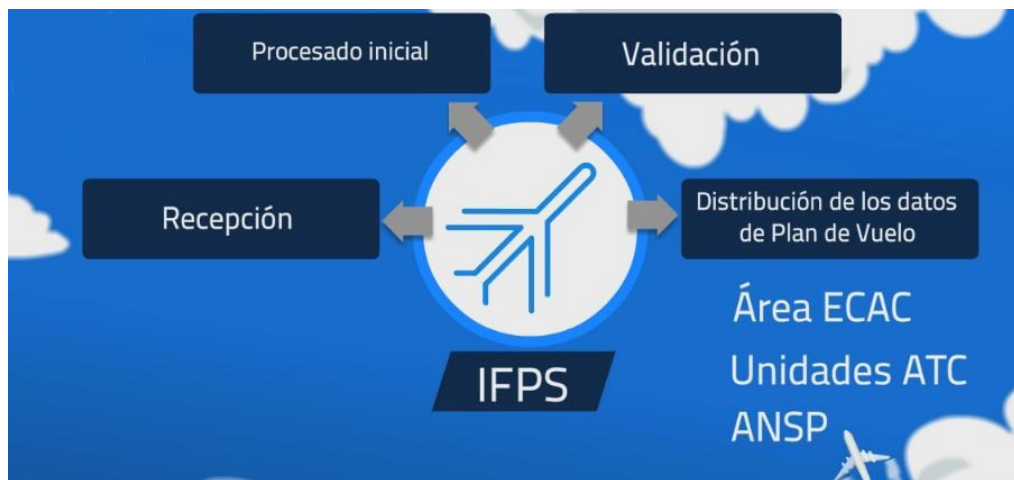 Procesado inicial
Validación
Recepción
Distribución de los datos
de Plan de Vuelo
IFPS
Área ECAC
Unidades ATC
ANSP